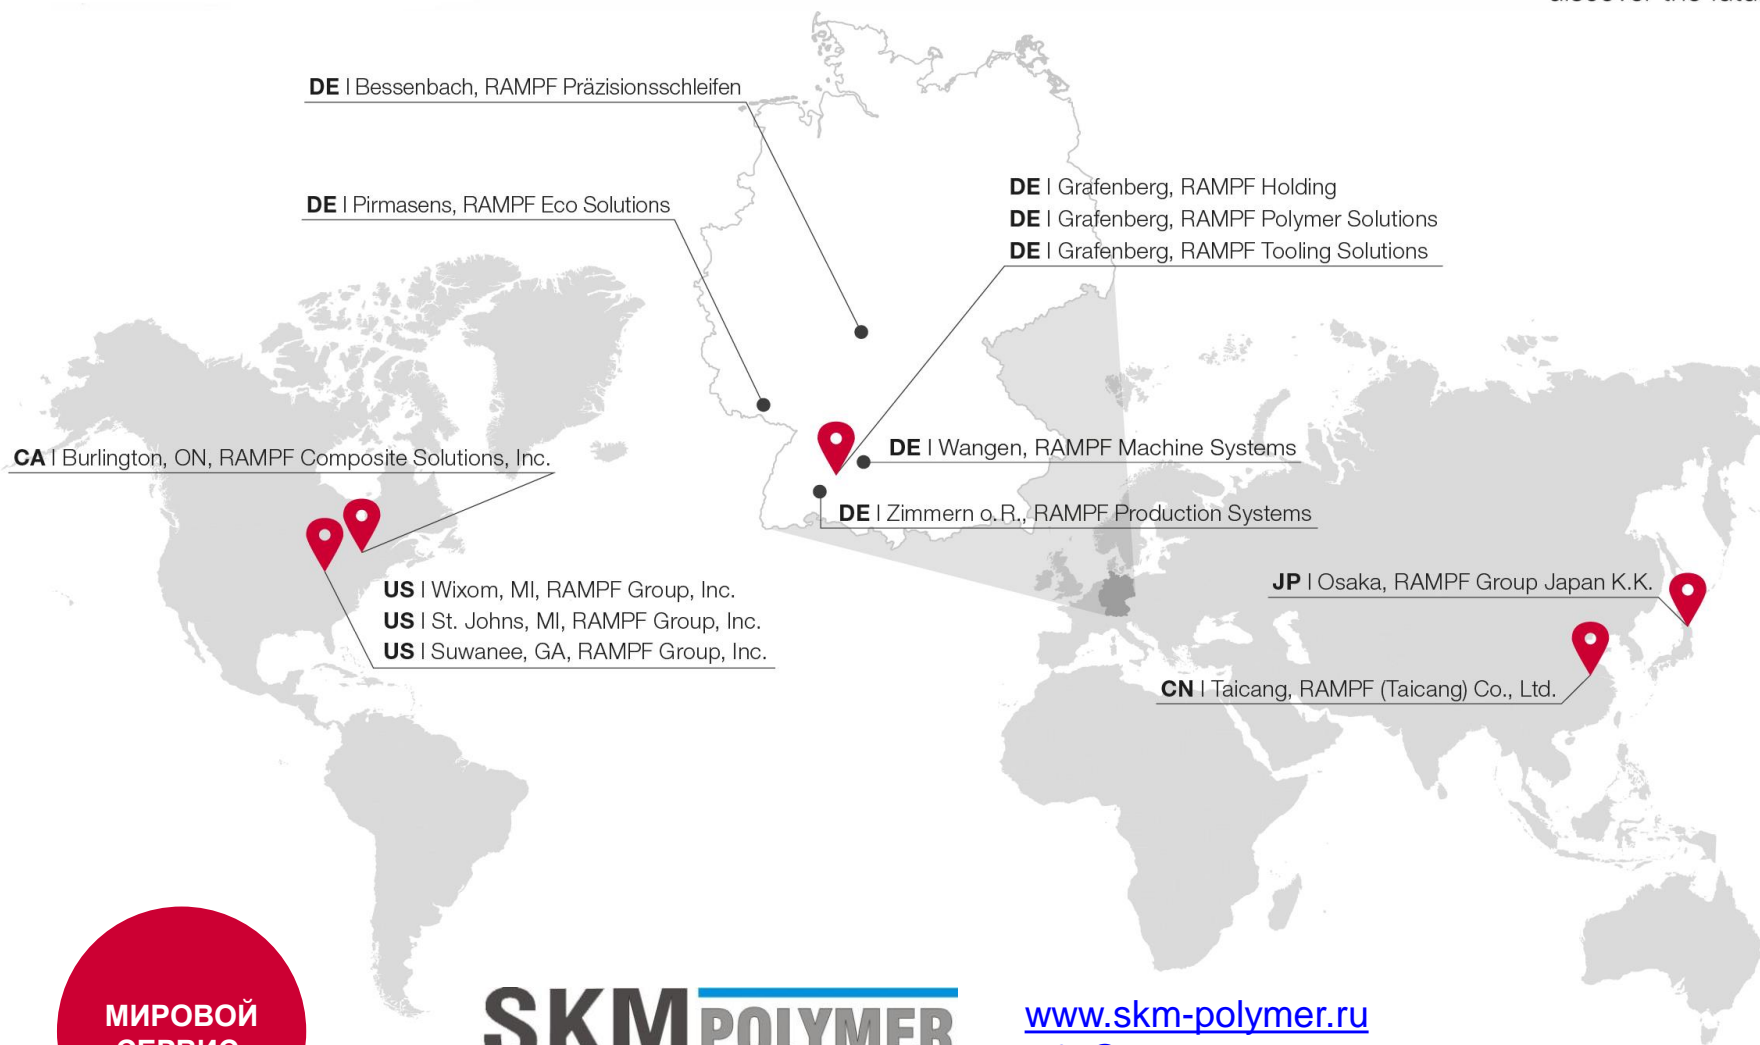 DE | Bessenbach, RAMPF Präzisionsschleifen
DE | Pirmasens, RAMPF Eco Solutions
DE | Grafenberg, RAMPF Holding
DE | Grafenberg, RAMPF Polymer Solutions
DE | Grafenberg, RAMPF Tooling Solutions
CA | Burlington, ON, RAMPF Composite Solutions, Inc.
DE | Wangen, RAMPF Machine Systems
DE | Zimmern o. R., RAMPF Production Systems
US | Wixom, MI, RAMPF Group, Inc.
US | St. Johns, MI, RAMPF Group, Inc.
US | Suwanee, GA, RAMPF Group, Inc.
JP | Osaka, RAMPF Group Japan K.K.
CN | Taicang, RAMPF (Taicang) Co., Ltd.
МИРОВОЙ
СЕРВИС
SKM POLYMER
www.skm-polymer.ru